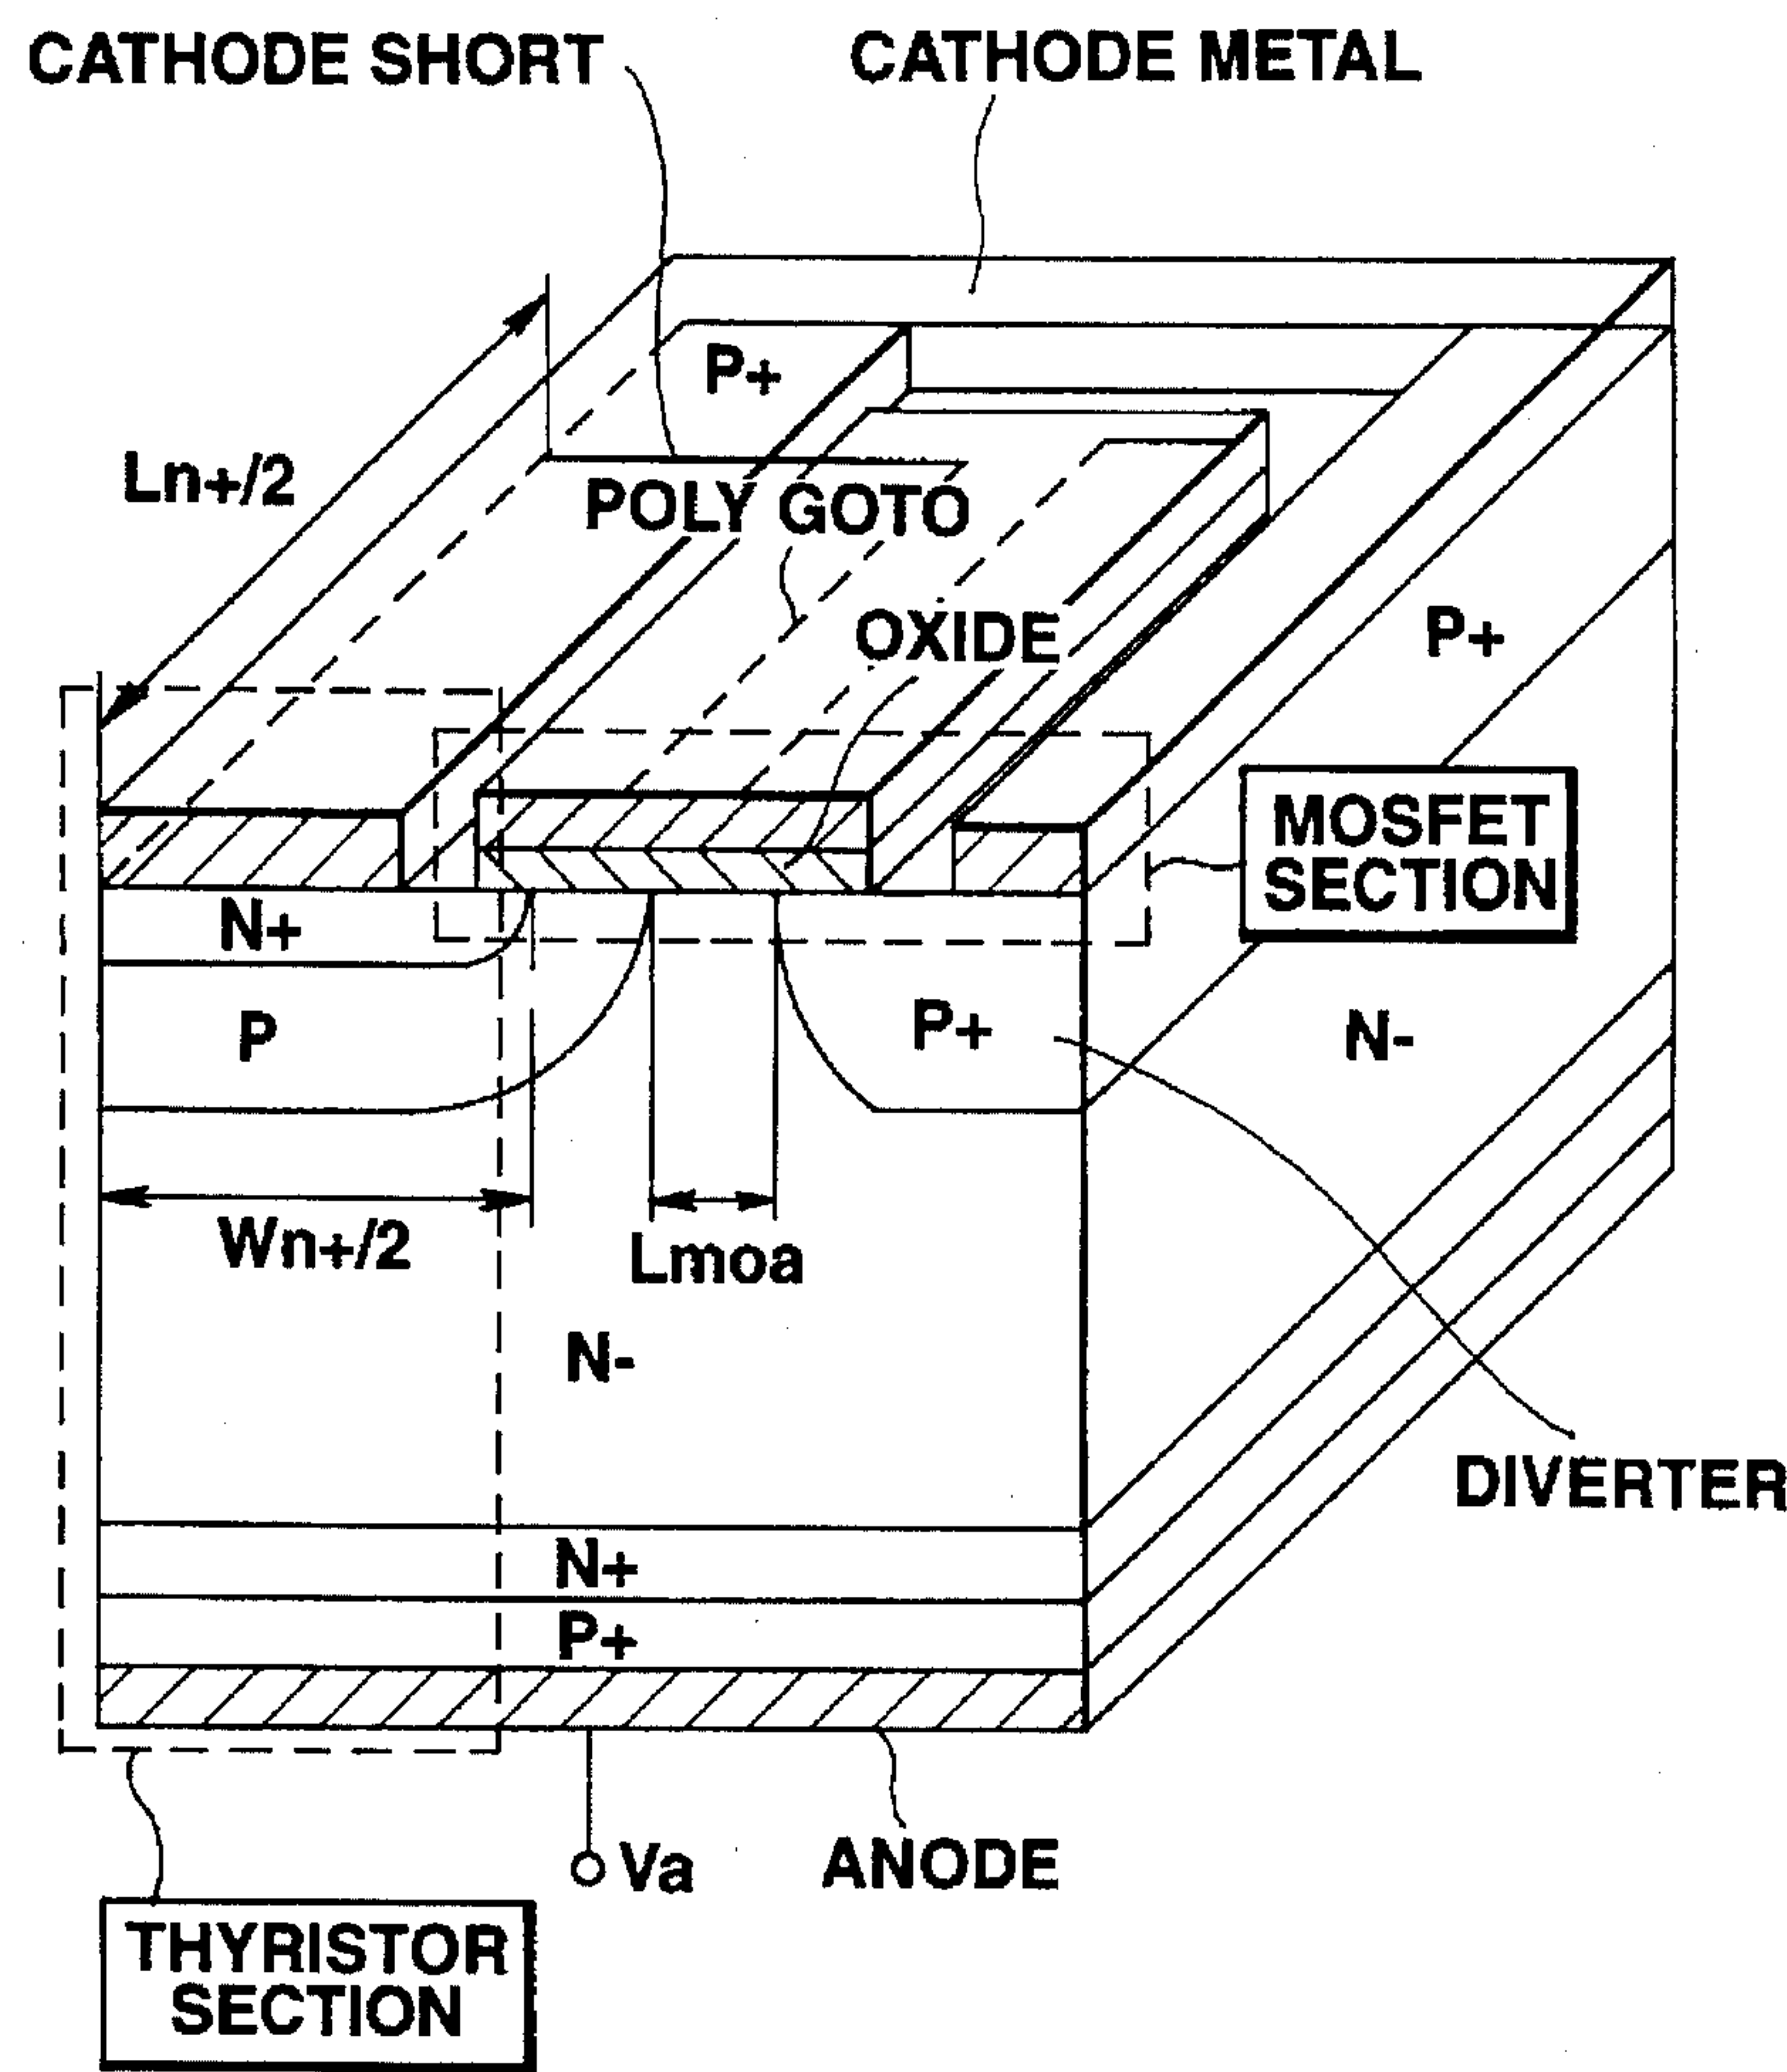 CATHODE SHORT
CATHODE METAL
P+
Ln+/2
POLY GOTO
OXIDE
P+
MOSFET
SECTION
N+
P
P+
N-
Wn+/2
Lmoa
N-
DIVERTER
N+
P+
Va
ANODE
THYRISTOR
SECTION